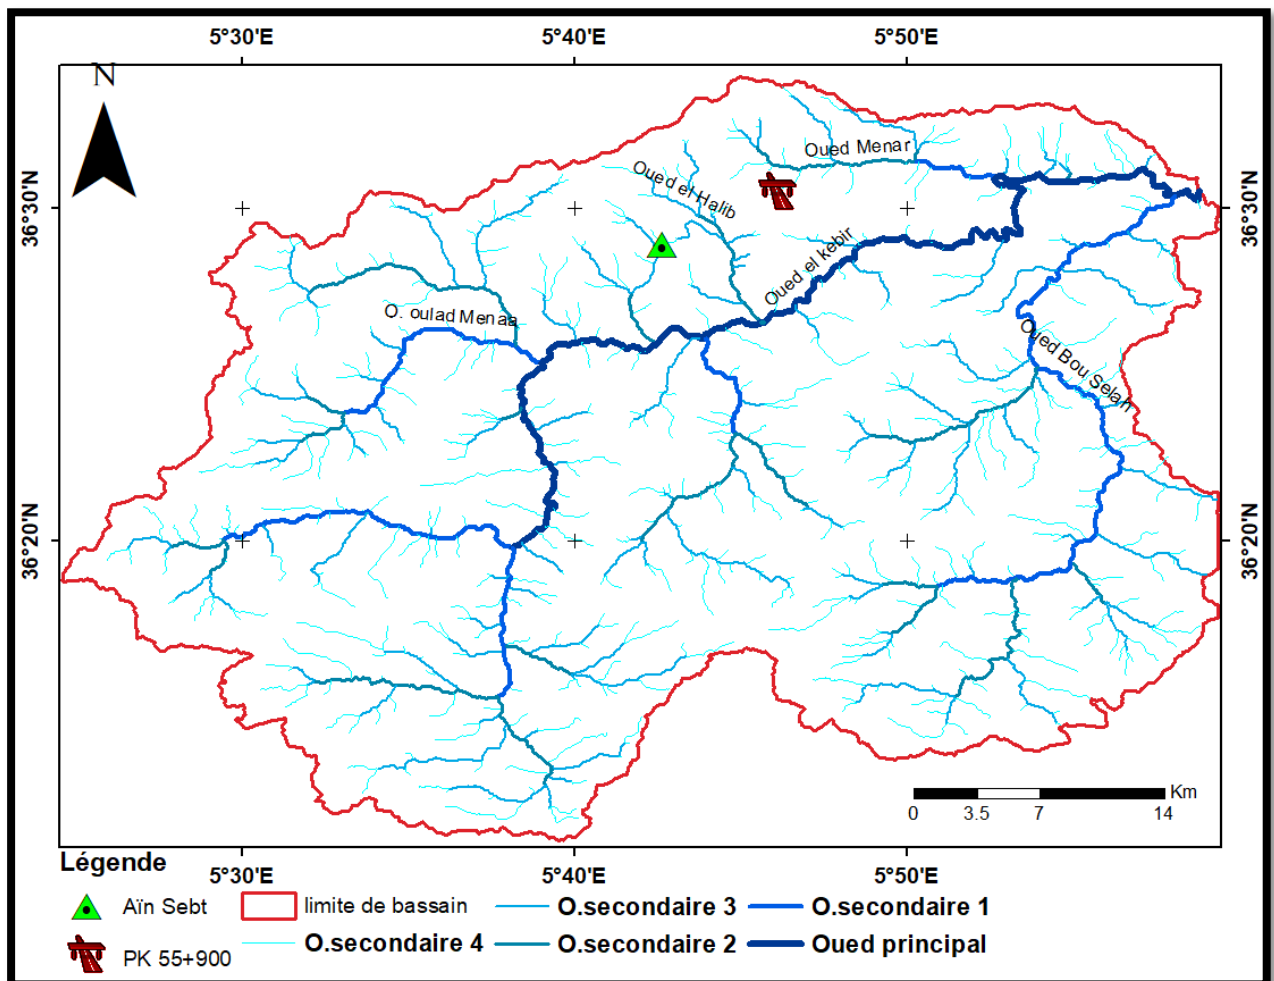 5°30'E 5°40'E 5°50'E
N
36°30'N 36°30'N
Oued Menar
Oued el Halib
Oued el kebir
O. oulad Menaa
Oued Bou Selah
36°20'N 36°20'N
Km
0 3.5 7 14
Légende
5°30'E 5°40'E 5°50'E
Aïn Sebt limite de bassain O.secondaire 3 O.secondaire 1
O.secondaire 4 O.secondaire 2 Oued principal
PK 55+900